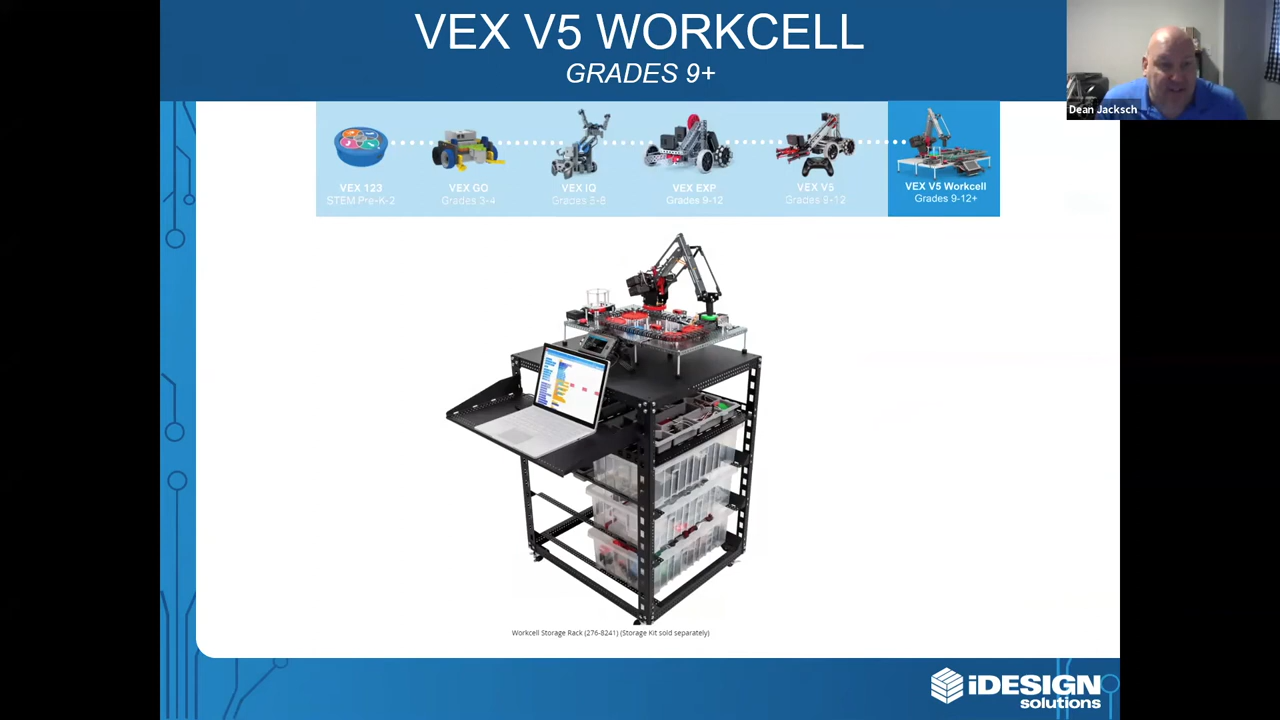 VEX V5 WORKCELL
GRADES 9+
Dean Jacksch
VEX 123
STEM Pre-K-2
VEX GO
Grades 3-4
VEX IQ
Grades 5-8
VEX EXP
Grades 9-12
VEX V5
Grades 9-12
VEX V5 Workcell
Grades 9-12+
Workcell Storage Rack (276-8241) (Storage Kit sold separately)
iDESIGN
solutions